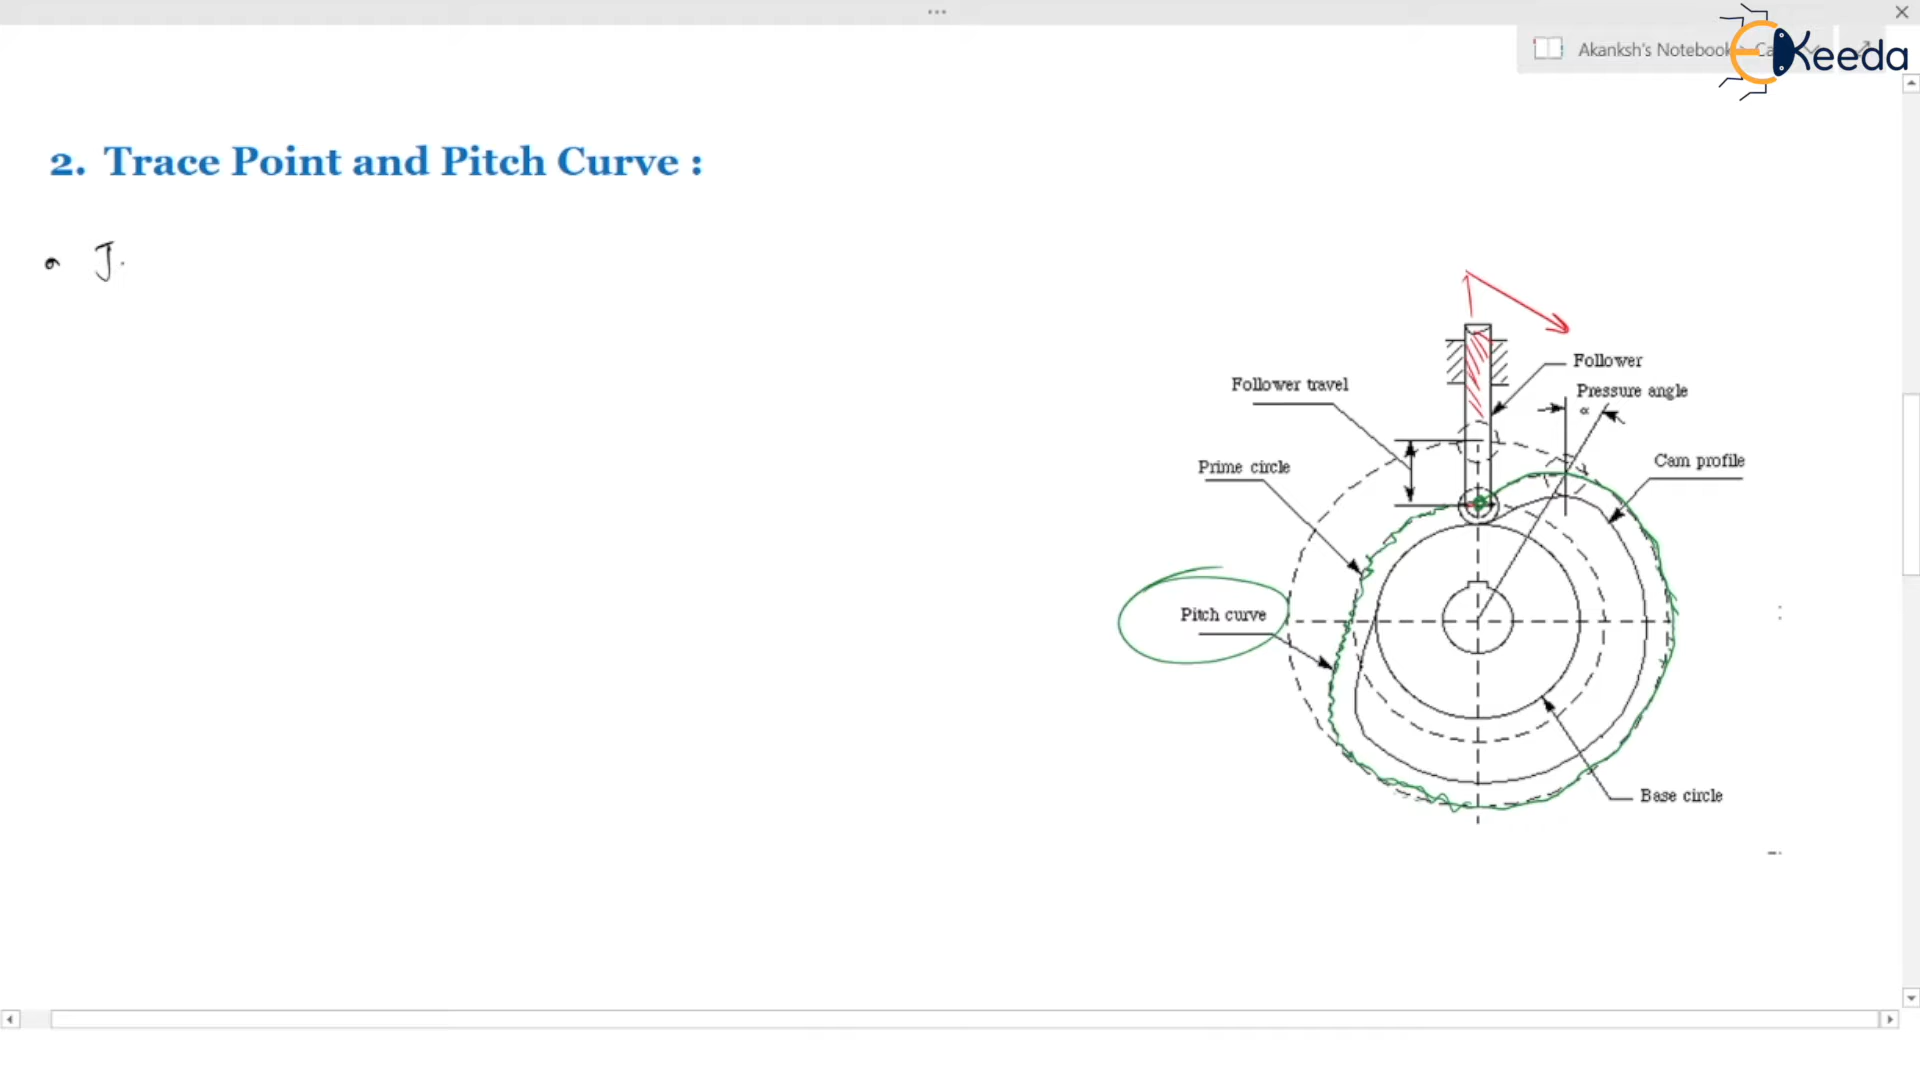 Akanksh's Notebook
EKeeda
2. Trace Point and Pitch Curve :
Follower
Follower travel
Pressure angle
α
Prime circle
Cam profile
Pitch curve
Base circle